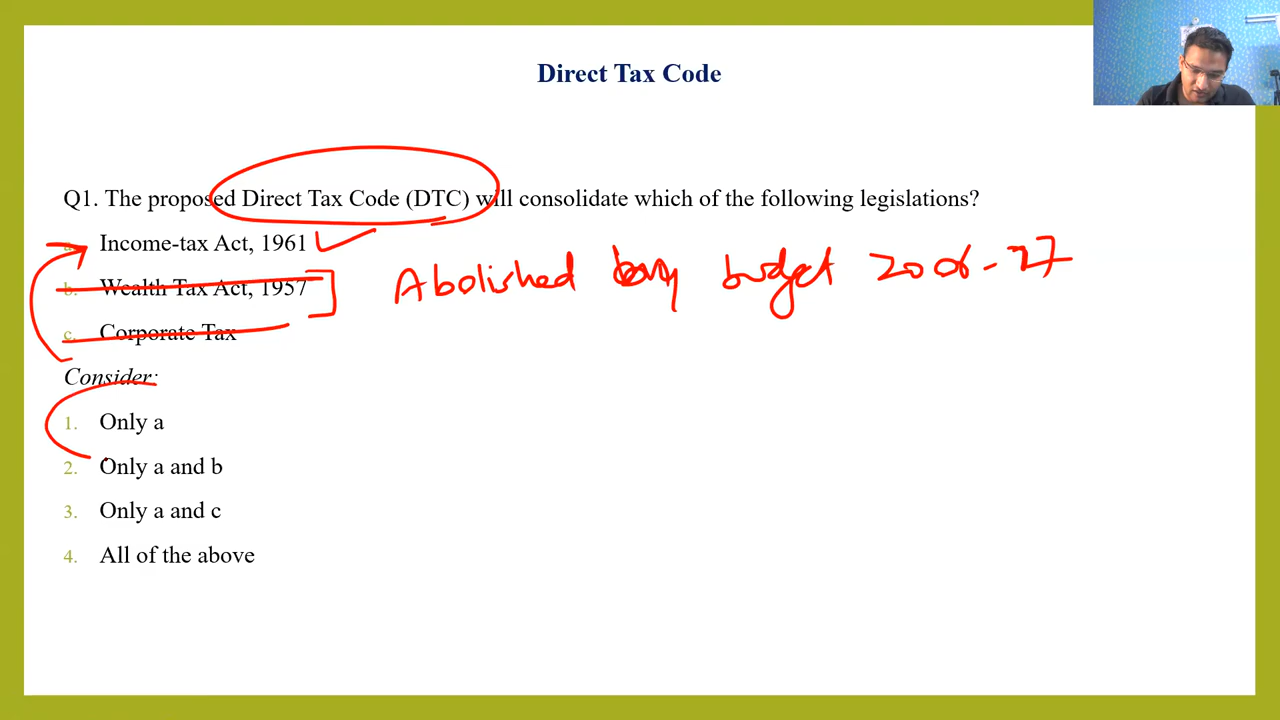 Direct Tax Code
Q1. The proposed Direct Tax Code (DTC) will consolidate which of the following legislations?
a. Income-tax Act, 1961
b. Wealth Tax Act, 1957
Abolished budget
c. Corporate Tax
Consider:
1. Only a
2. Only a and b
3. Only a and c
4. All of the above